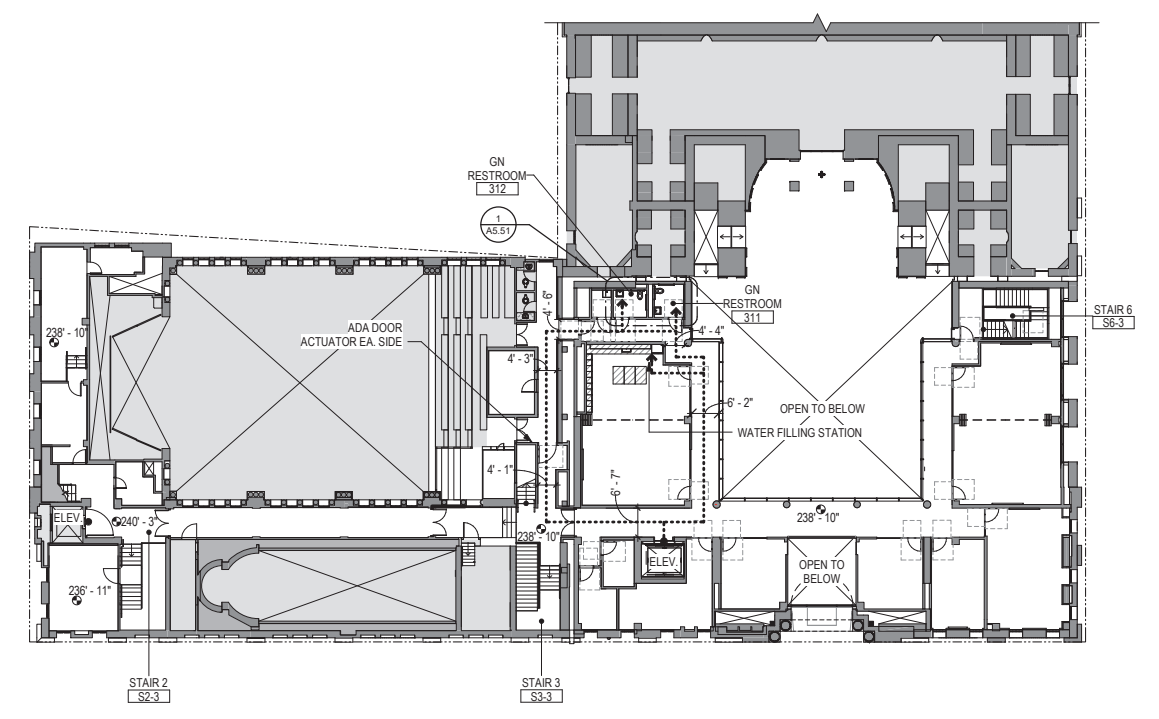 GN
RESTROOM
312
1
A5.51
GN
RESTROOM
311
STAIR 6
S6-3
ADA DOOR
ACTUATOR EA. SIDE
4' - 6"
4' - 4"
4' - 3"
238' - 10"
6' - 2"
OPEN TO BELOW
WATER FILLING STATION
4' - 1"
6' - 7"
ELEV.
240' - 3"
238' - 10"
238' - 10"
ELEV.
OPEN TO
BELOW
236' - 11"
STAIR 2
S2-3
STAIR 3
S3-3